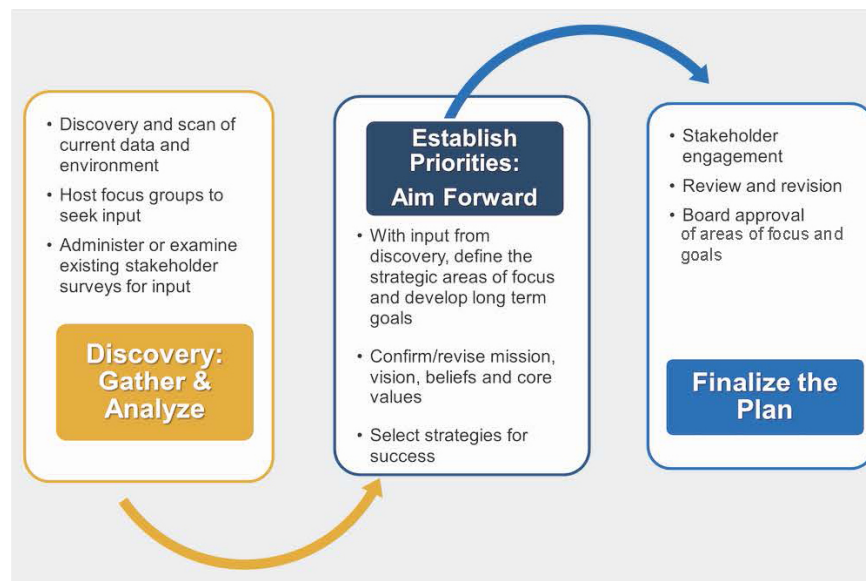 • Discovery and scan of
current data and
environment
• Host focus groups to
seek input
• Administer or examine
existing stakeholder
surveys for input
Discovery:
Gather &
Analyze
Establish
Priorities:
Aim Forward
• With input from
discovery, define the
strategic areas of focus
and develop long term
goals
• Confirm/revise mission,
vision, beliefs and core
values
• Select strategies for
success
• Stakeholder
engagement
• Review and revision
• Board approval
of areas of focus and
goals
Finalize the
Plan